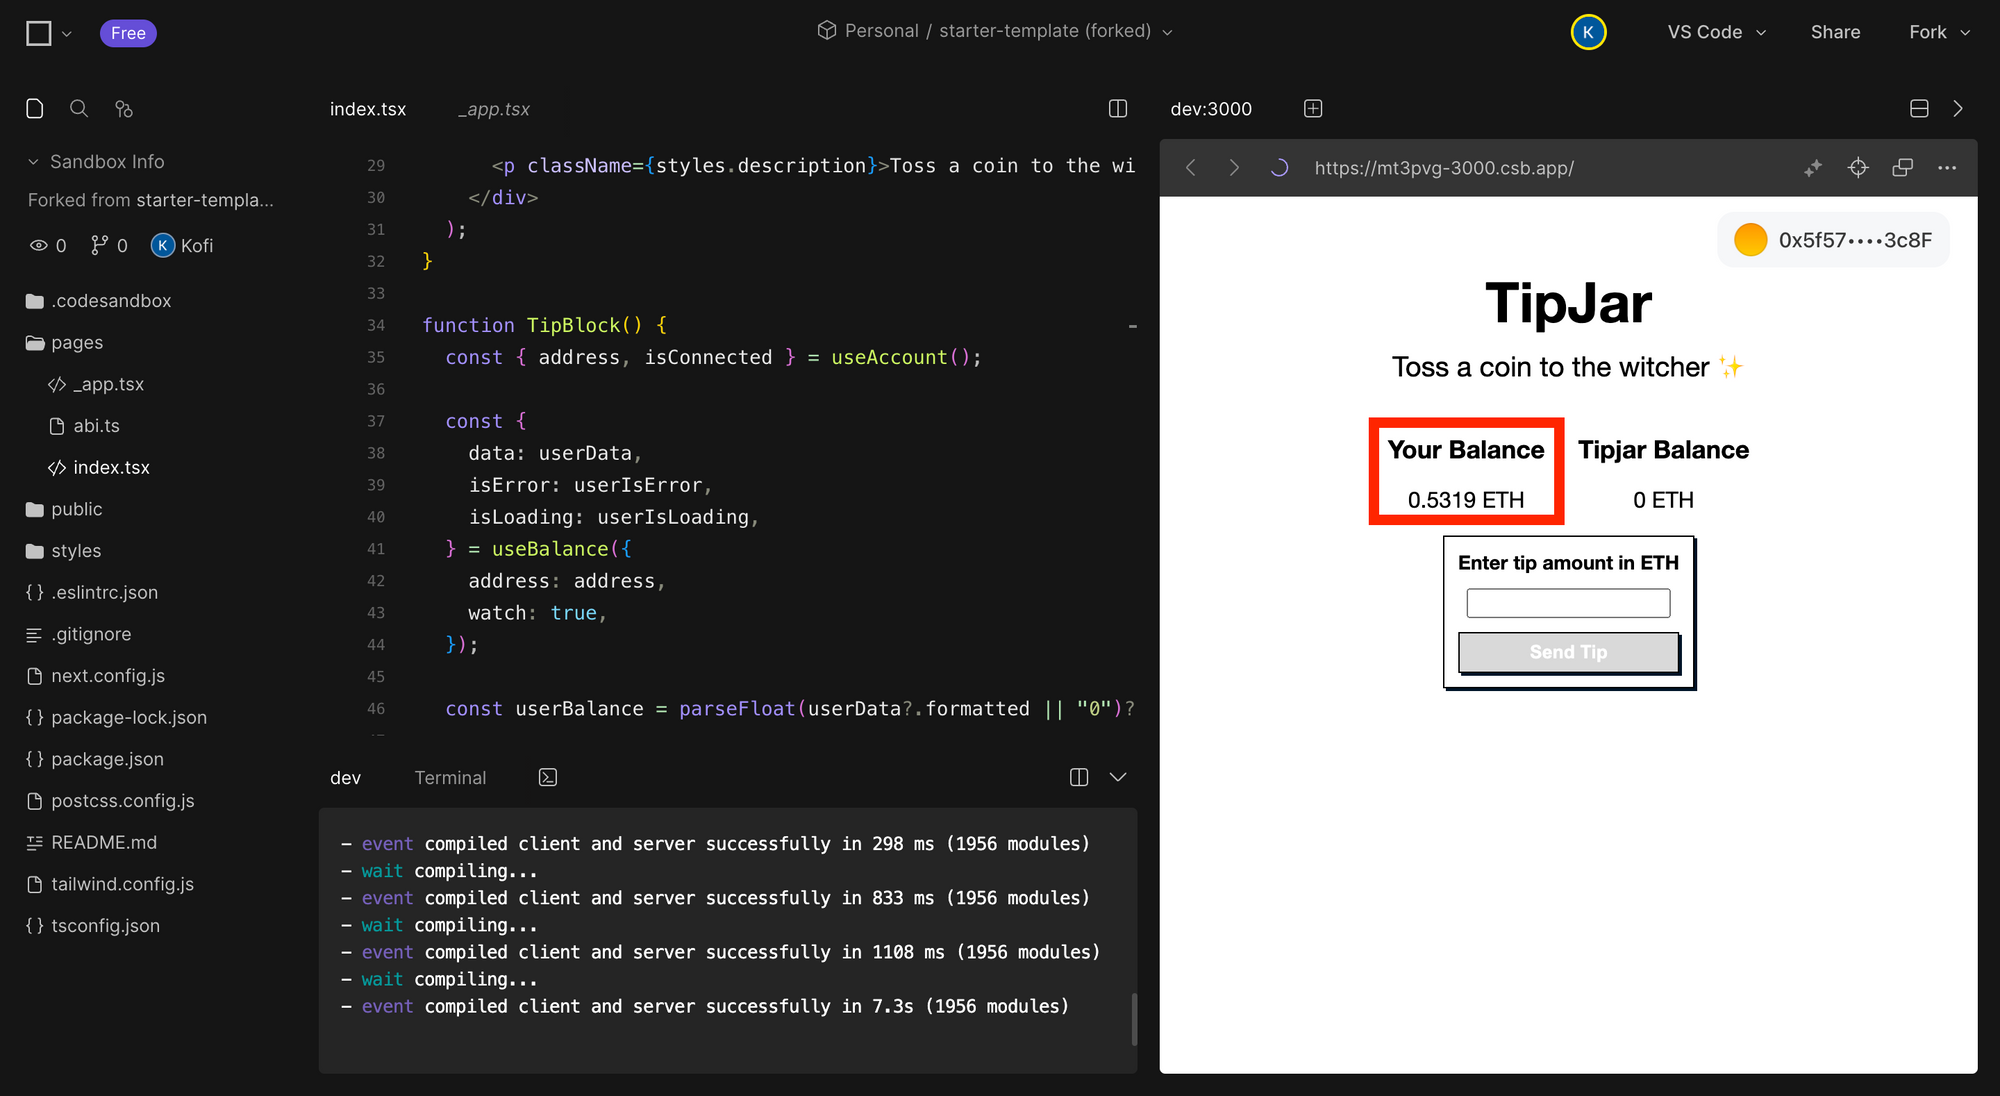 Free
Personal / starter-template (forked)
K
VS Code
Share
Fork
Sandbox Info
Forked from starter-templa...
0
0
K Kofi
.codesandbox
pages
_app.tsx
abi.ts
index.tsx
public
styles
.eslintrc.json
.gitignore
next.config.js
package-lock.json
package.json
postcss.config.js
README.md
tailwind.config.js
tsconfig.json
index.tsx
_app.tsx
29 <p className={styles.description}>Toss a coin to the wi
30 </div>
31 );
32 }
33
34 function TipBlock() {
35 const { address, isConnected } = useAccount();
36
37 const {
38 data: userData,
39 isError: userIsError,
40 isLoading: userIsLoading,
41 } = useBalance({
42 address: address,
43 watch: true,
44 });
45
46 const userBalance = parseFloat(userData?.formatted || "0")?
dev
Terminal
– event compiled client and server successfully in 298 ms (1956 modules)
– wait compiling...
– event compiled client and server successfully in 833 ms (1956 modules)
– wait compiling...
– event compiled client and server successfully in 1108 ms (1956 modules)
– wait compiling...
– event compiled client and server successfully in 7.3s (1956 modules)
dev:3000
https://mt3pvg-3000.csb.app/
0x5f57••••3c8F
TipJar
Toss a coin to the witcher ✨
Your Balance
0.5319 ETH
Tipjar Balance
0 ETH
Enter tip amount in ETH
Send Tip